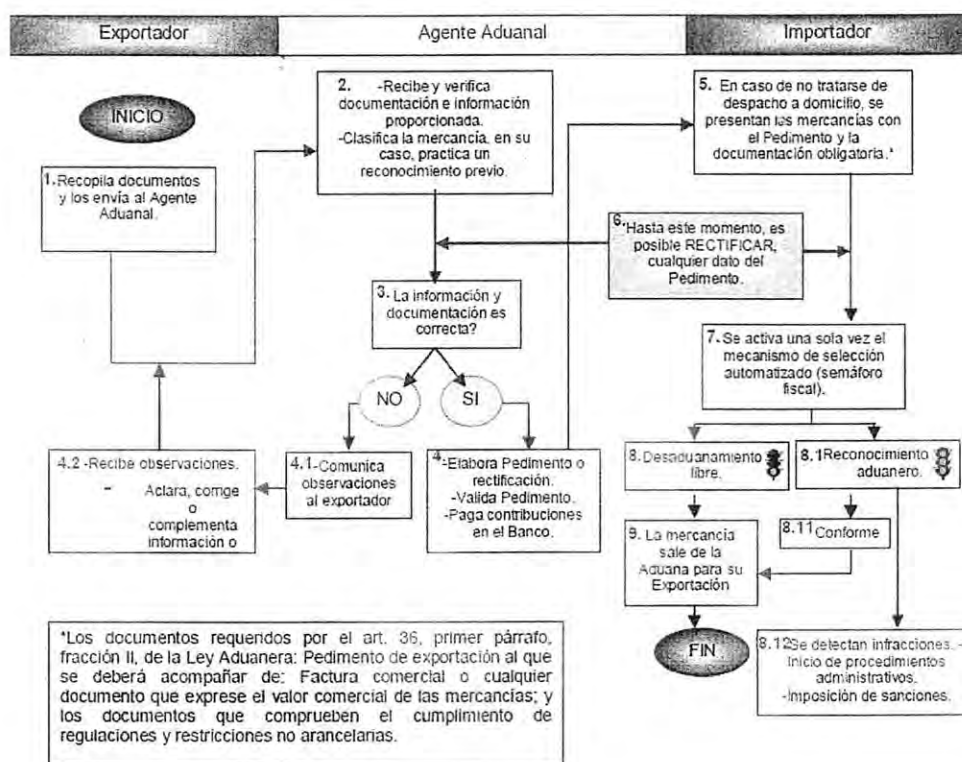 Exportador
Agente Aduanal
Importador
INICIO
1. Recopila documentos
y los envía al Agente
Aduanal.
2. -Recibe y verifica
documentación e información
proporcionada.
-Clasifica la mercancía, en su
caso, practica un
reconocimiento previo.
3. La información y
documentación es
correcta?
NO
SI
4.1-Comunica
observaciones
al exportador
4.2 -Recibe observaciones.
- Aclara, corrige
o
complementa
información o
4.-Elabora Pedimento o
rectificación.
-Valida Pedimento.
-Paga contribuciones
en el Banco.
5. En caso de no tratarse de
despacho a domicilio, se
presentan las mercancías con
el Pedimento y la
documentación obligatoria.*
6. Hasta este momento, es
posible RECTIFICAR,
cualquier dato del
Pedimento.
7. Se activa una sola vez el
mecanismo de selección
automatizado (semáforo
fiscal).
8. Desaduanamiento
libre.
8.1 Reconocimiento
aduanero.
8.11 Conforme
9. La mercancía
sale de la
Aduana para su
Exportación
FIN
8.12 Se detectan infracciones. -
Inicio de procedimientos
administrativos.
-Imposición de sanciones.
*Los documentos requeridos por el art. 36, primer párrafo,
fracción II, de la Ley Aduanera: Pedimento de exportación al que
se deberá acompañar de: Factura comercial o cualquier
documento que exprese el valor comercial de las mercancías; y
los documentos que comprueben el cumplimiento de
regulaciones y restricciones no arancelarias.